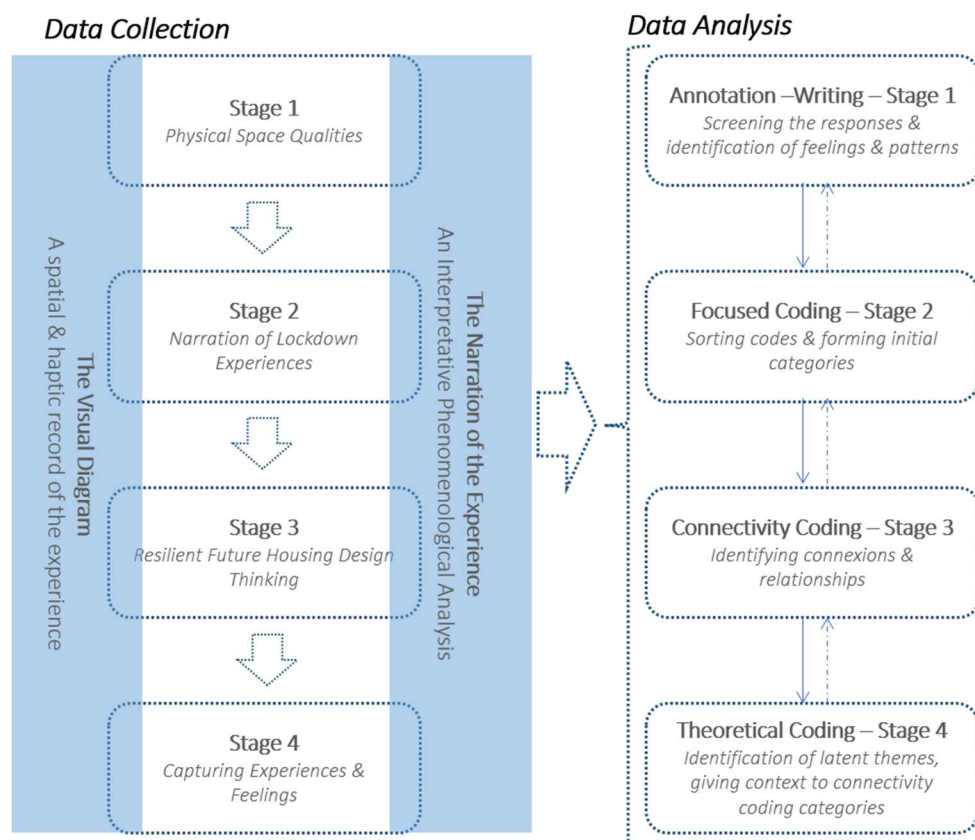 Data Collection
Stage 1
Physical Space Qualities
Stage 2
Narration of Lockdown
Experiences
Stage 3
Resilient Future Housing Design
Thinking
Stage 4
Capturing Experiences &
Feelings
The Visual Diagram
A spatial & haptic record of the experience
The Narration of the Experience
An Interpretative Phenomenological Analysis
Data Analysis
Annotation –Writing – Stage 1
Screening the responses &
identification of feelings & patterns
Focused Coding – Stage 2
Sorting codes & forming initial
categories
Connectivity Coding – Stage 3
Identifying connexions &
relationships
Theoretical Coding – Stage 4
Identification of latent themes,
giving context to connectivity
coding categories